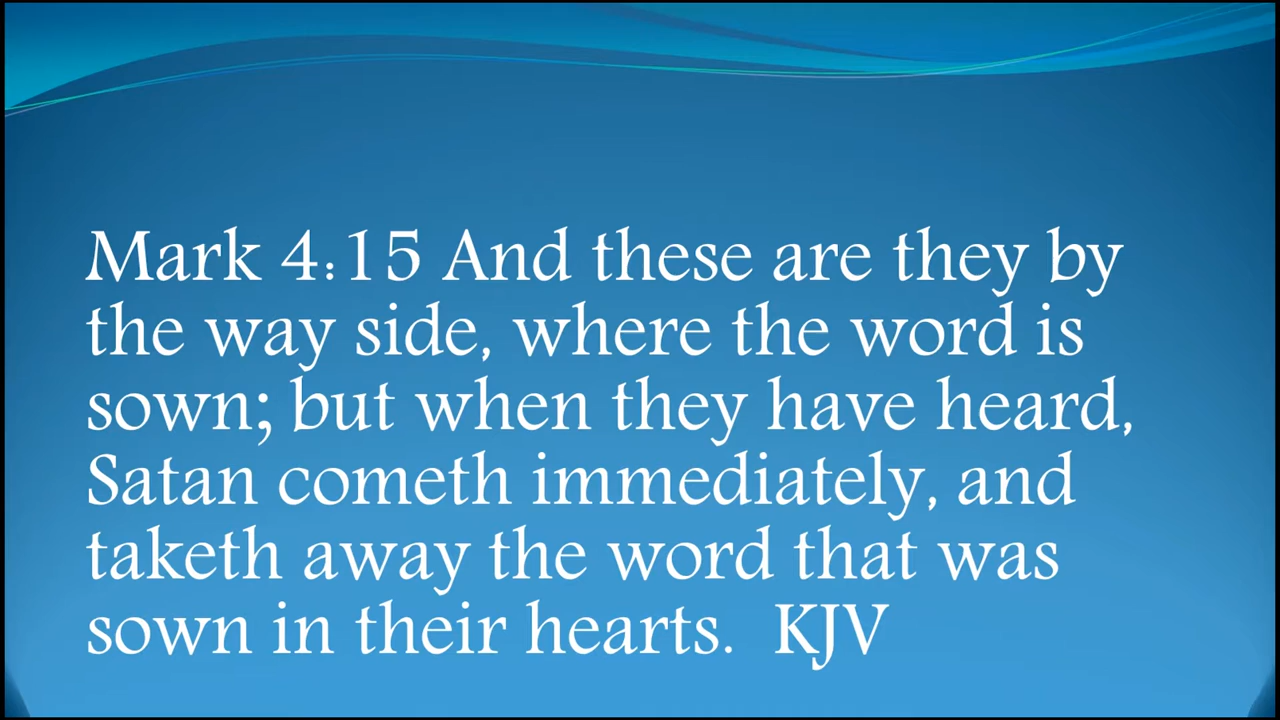 Mark 4:15 And these are they by
the way side, where the word is
sown; but when they have heard,
Satan cometh immediately, and
taketh away the word that was
sown in their hearts.  KJV